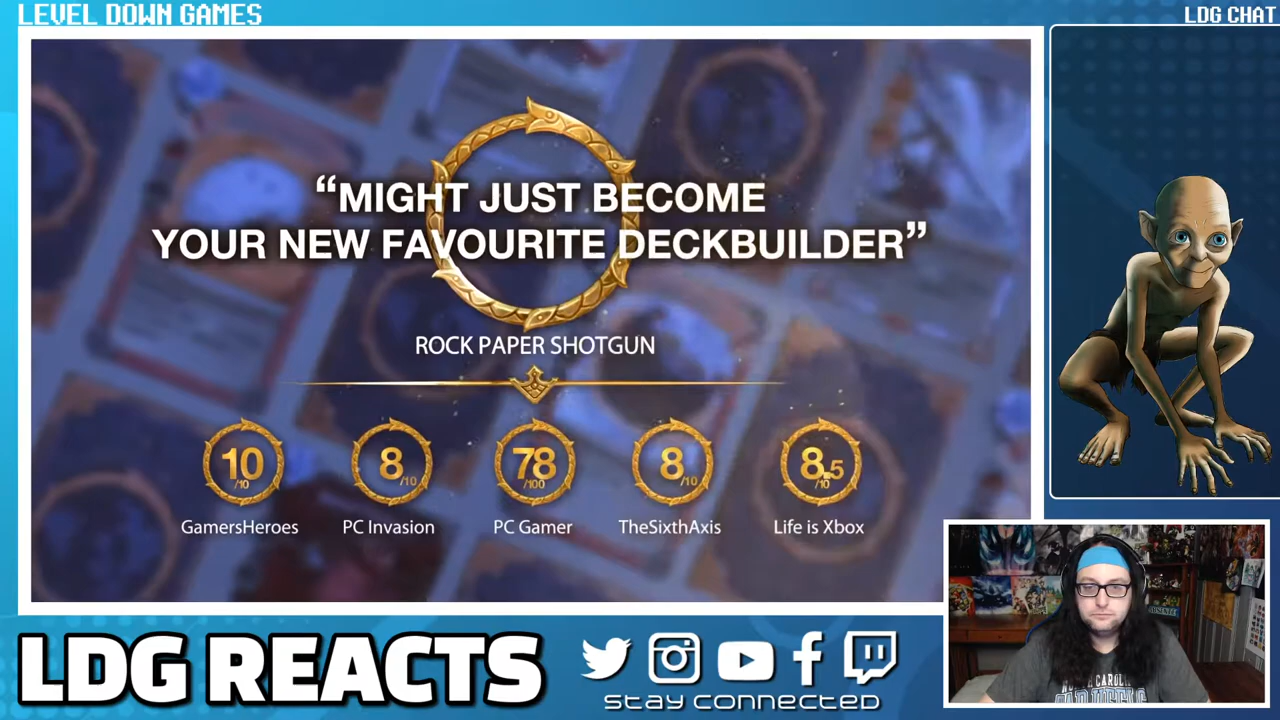 LEVEL DOWN GAMES
LDG CHAT
“MIGHT JUST BECOME
YOUR NEW FAVOURITE DECKBUILDER”
ROCK PAPER SHOTGUN
10/10
8/10
78/100
8/10
8.5/10
GamersHeroes
PC Invasion
PC Gamer
TheSixthAxis
Life is Xbox
LDG REACTS
STAY CONNECTED